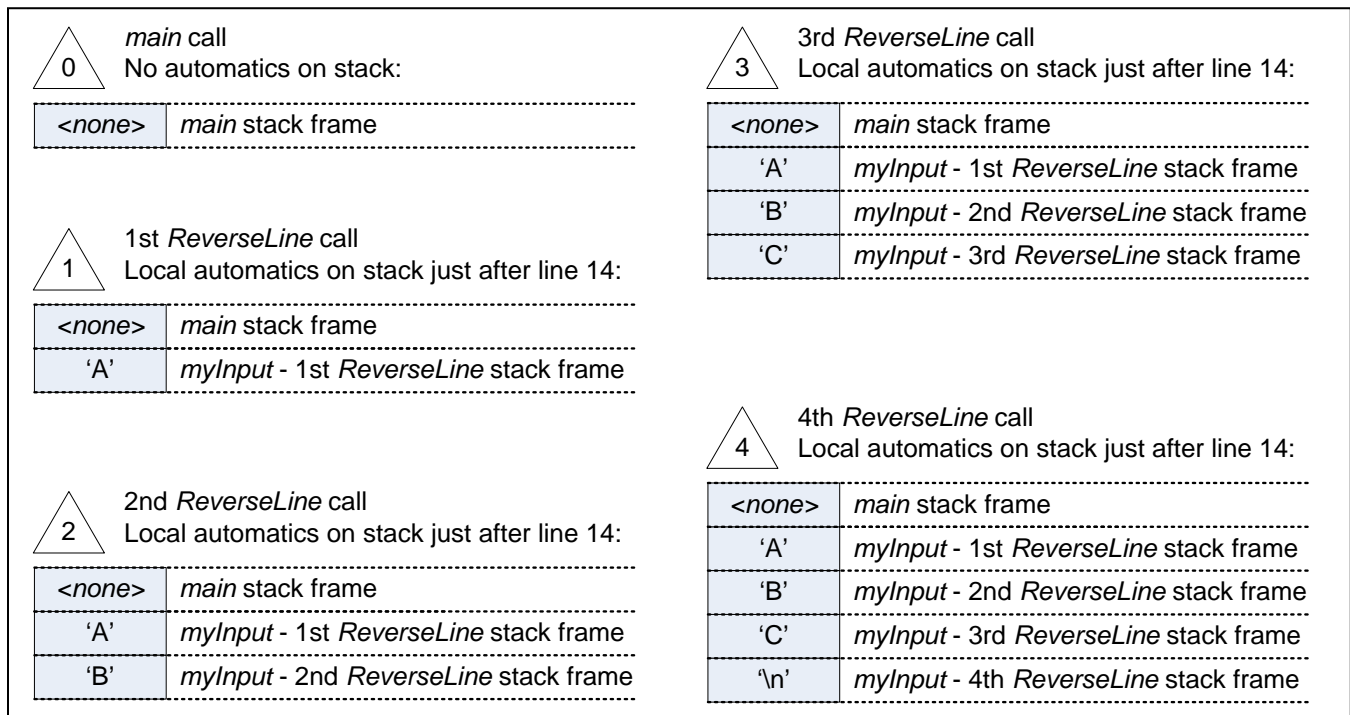 0
main call
No automatics on stack:
<none> main stack frame
1
1st ReverseLine call
Local automatics on stack just after line 14:
<none> main stack frame
‘A’ myInput - 1st ReverseLine stack frame
2
2nd ReverseLine call
Local automatics on stack just after line 14:
<none> main stack frame
‘A’ myInput - 1st ReverseLine stack frame
‘B’ myInput - 2nd ReverseLine stack frame
3
3rd ReverseLine call
Local automatics on stack just after line 14:
<none> main stack frame
‘A’ myInput - 1st ReverseLine stack frame
‘B’ myInput - 2nd ReverseLine stack frame
‘C’ myInput - 3rd ReverseLine stack frame
4
4th ReverseLine call
Local automatics on stack just after line 14:
<none> main stack frame
‘A’ myInput - 1st ReverseLine stack frame
‘B’ myInput - 2nd ReverseLine stack frame
‘C’ myInput - 3rd ReverseLine stack frame
‘\n’ myInput - 4th ReverseLine stack frame